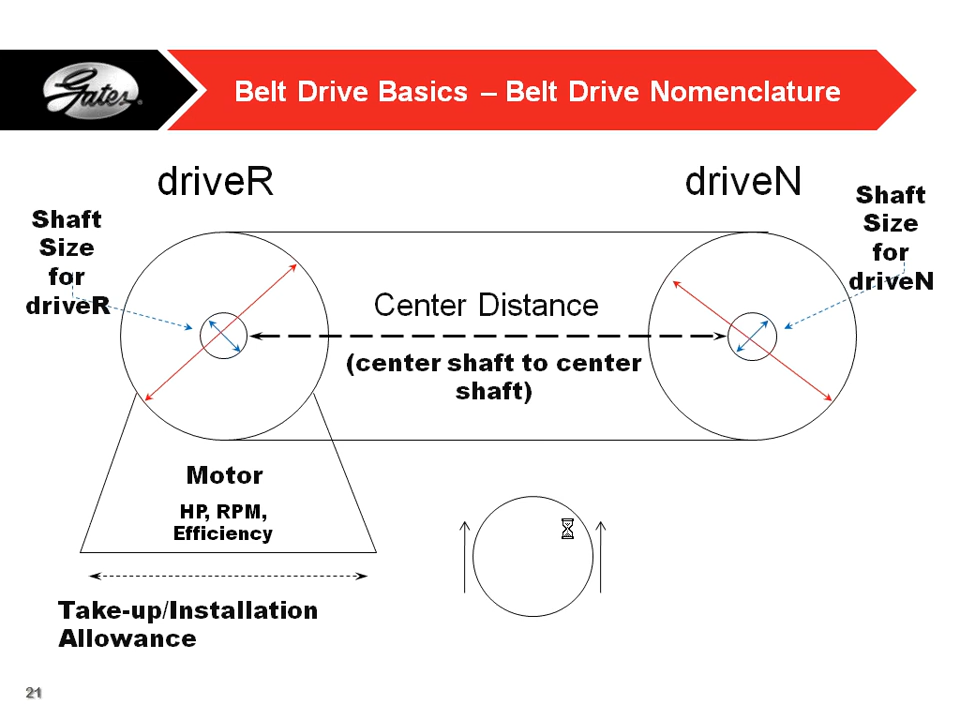 Gates
Belt Drive Basics – Belt Drive Nomenclature
driveR
driveN
Shaft
Size
for
driveR
Shaft
Size
for
driveN
Center Distance
(center shaft to center
shaft)
Motor
HP, RPM,
Efficiency
Take-up/Installation
Allowance
21